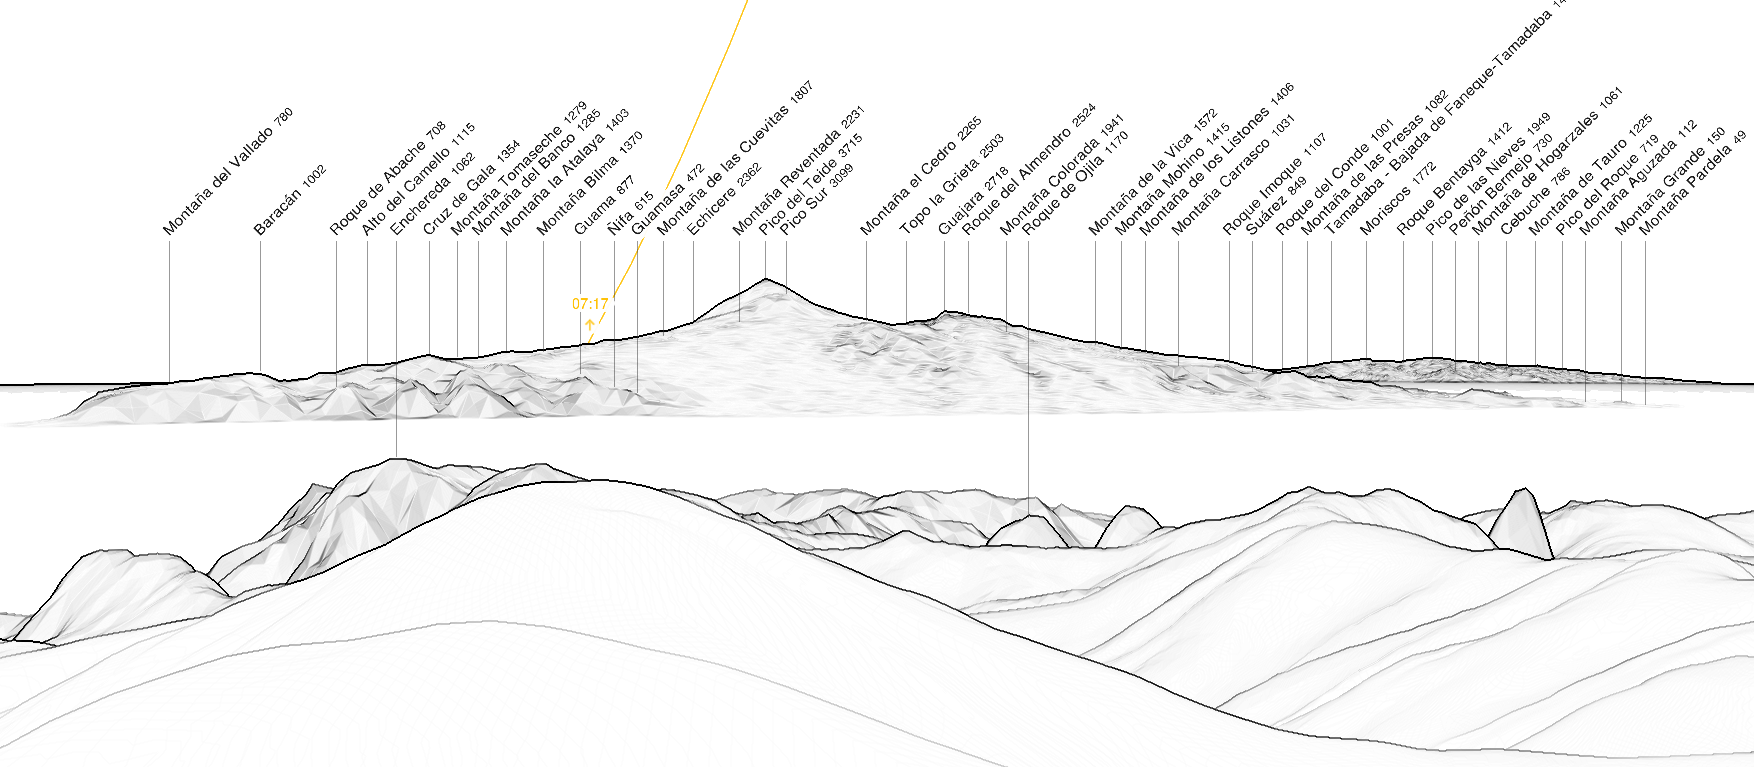 Montaña del Vallado 780
Baracán 1002
Roque de Abache 708
Alto del Camello 1115
Enchereda 1062
Cruz de Gala 1354
Montaña Tomaseche 1279
Montaña del Banco 1285
Montaña la Atalaya 1403
Montaña Bilma 1370
Guama 877
Nifa 615
Guamasa 472
Montaña de las Cuevitas 1807
Echicere 2362
Montaña Reventada 2231
Pico del Teide 3715
Pico Sur 3099
Montaña el Cedro 2265
Topo la Grieta 2503
Guajara 2718
Roque del Almendro 2524
Montaña Colorada 1941
Roque de Ojila 1170
Montaña de la Vica 1572
Montaña Mohino 1415
Montaña de los Listones 1406
Montaña Carrasco 1031
Roque Imoque 1107
Suárez 849
Roque del Conde 1001
Montaña de las Presas 1082
Tamadaba - Bajada de Faneque-Tamadaba
Moriscos 1772
Roque Bentayga 1412
Pico de las Nieves 1949
Peñón Bermejo 730
Montaña de Hogarzales 1061
Cebuche 786
Montaña de Tauro 1225
Pico del Roque 719
Montaña Aguzada 112
Montaña Grande 150
Montaña Pardela 49
07:17